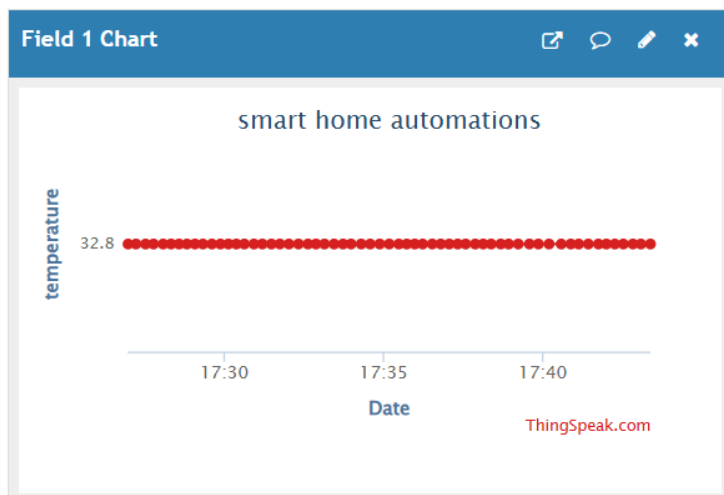 Field 1 Chart
smart home automations
temperature
32.8
17:30 17:35 17:40
Date
ThingSpeak.com